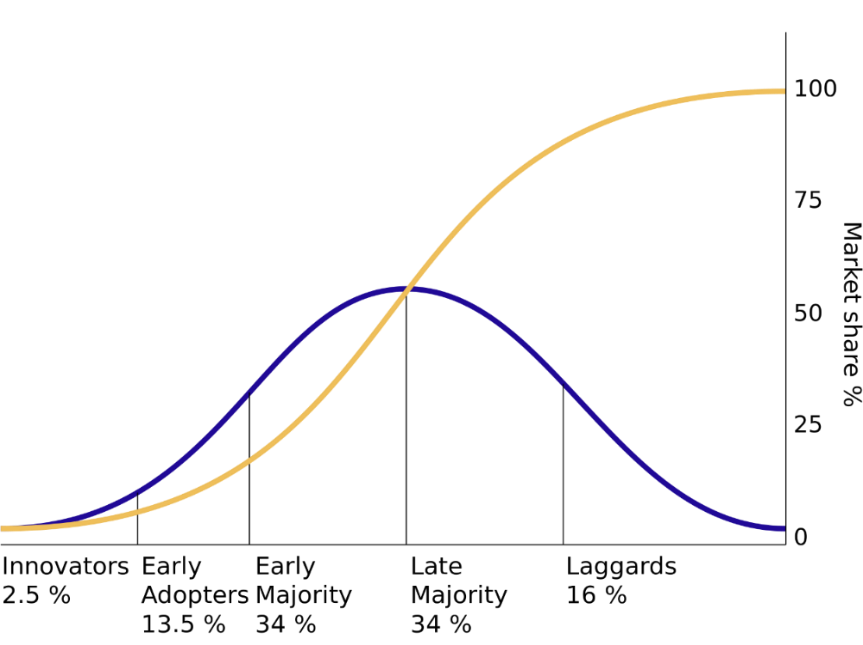 100
75
50
25
0
Market share %
Innovators
2.5 %
Early
Adopters
13.5 %
Early
Majority
34 %
Late
Majority
34 %
Laggards
16 %